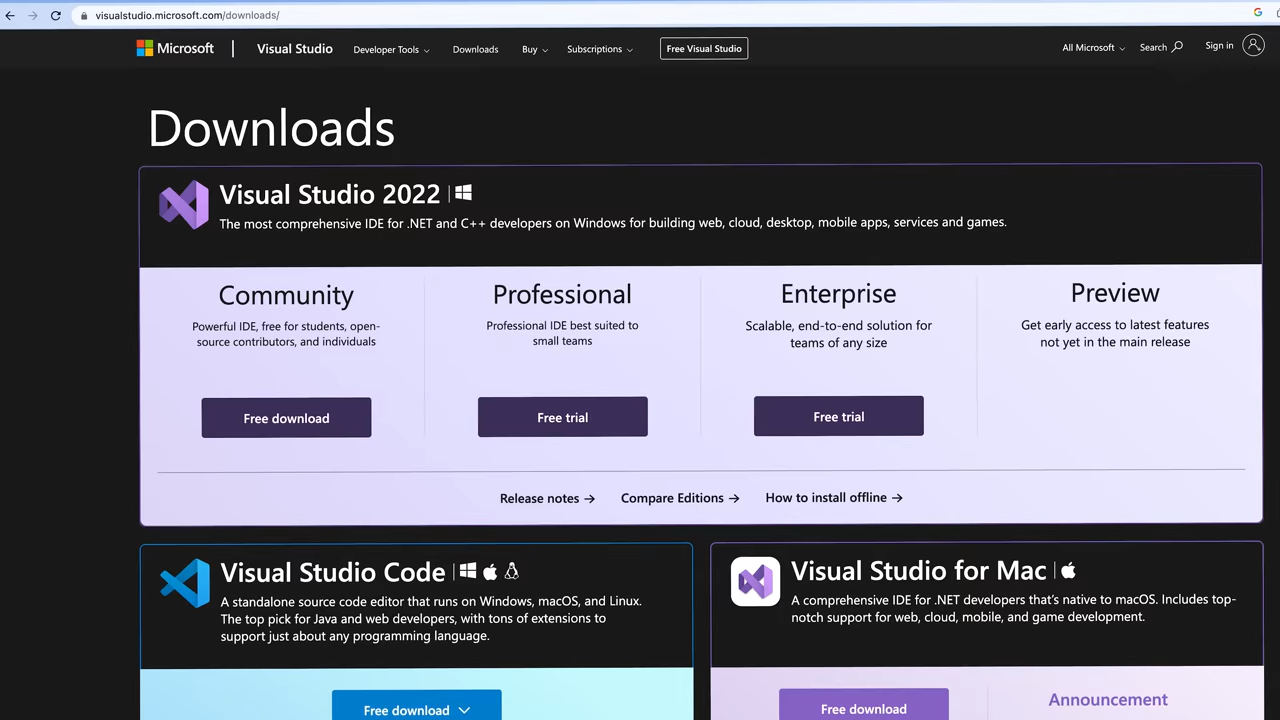 visualstudio.microsoft.com/downloads/
Microsoft
Visual Studio
Developer Tools
Downloads
Buy
Subscriptions
Free Visual Studio
All Microsoft
Search
Sign in
Downloads
Visual Studio 2022
The most comprehensive IDE for .NET and C++ developers on Windows for building web, cloud, desktop, mobile apps, services and games.
Community
Powerful IDE, free for students, open-
source contributors, and individuals
Free download
Professional
Professional IDE best suited to
small teams
Free trial
Enterprise
Scalable, end-to-end solution for
teams of any size
Free trial
Preview
Get early access to latest features
not yet in the main release
Release notes →
Compare Editions →
How to install offline →
Visual Studio Code
A standalone source code editor that runs on Windows, macOS, and Linux.
The top pick for Java and web developers, with tons of extensions to
support just about any programming language.
Free download
Visual Studio for Mac
A comprehensive IDE for .NET developers that's native to macOS. Includes top-
notch support for web, cloud, mobile, and game development.
Free download
Announcement